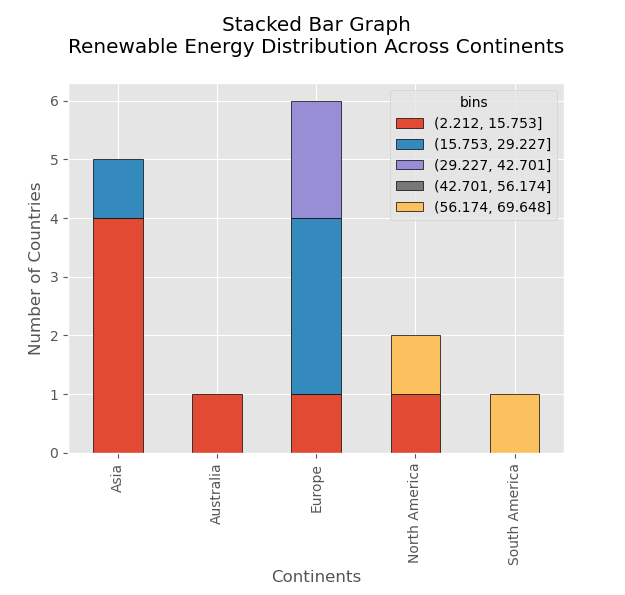 Stacked Bar Graph
Renewable Energy Distribution Across Continents
bins
(2.212, 15.753]
(15.753, 29.227]
(29.227, 42.701]
(42.701, 56.174]
(56.174, 69.648]
Number of Countries
6
5
4
3
2
1
0
Asia
Australia
Europe
North America
South America
Continents